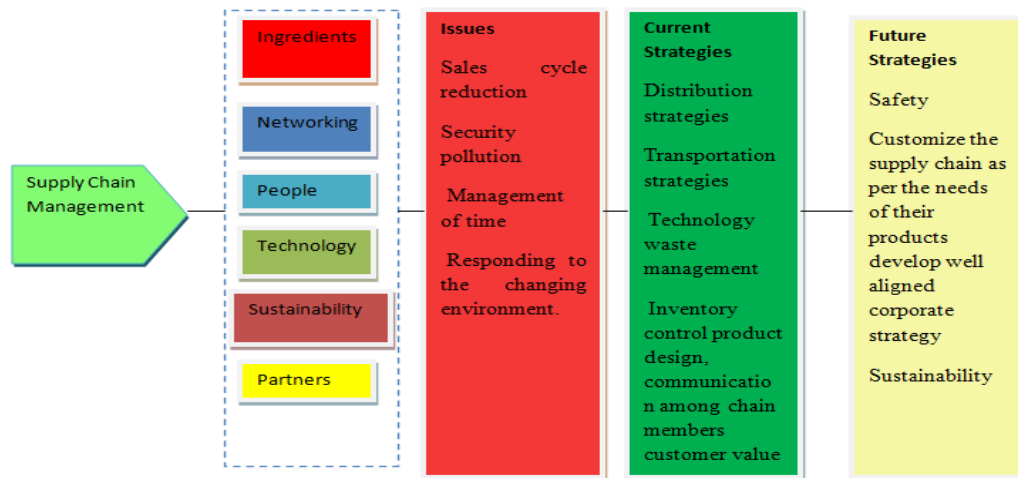 Supply Chain
Management
Ingredients
Networking
People
Technology
Sustainability
Partners
Issues
Sales cycle
reduction
Security
pollution
Management
of time
Responding to
the changing
environment.
Current
Strategies
Distribution
strategies
Transportation
strategies
Technology
waste
management
Inventory
control product
design,
communicatio
n among chain
members
customer value
Future
Strategies
Safety
Customize the
supply chain as
per the needs
of their
products
develop well
aligned
corporate
strategy
Sustainability